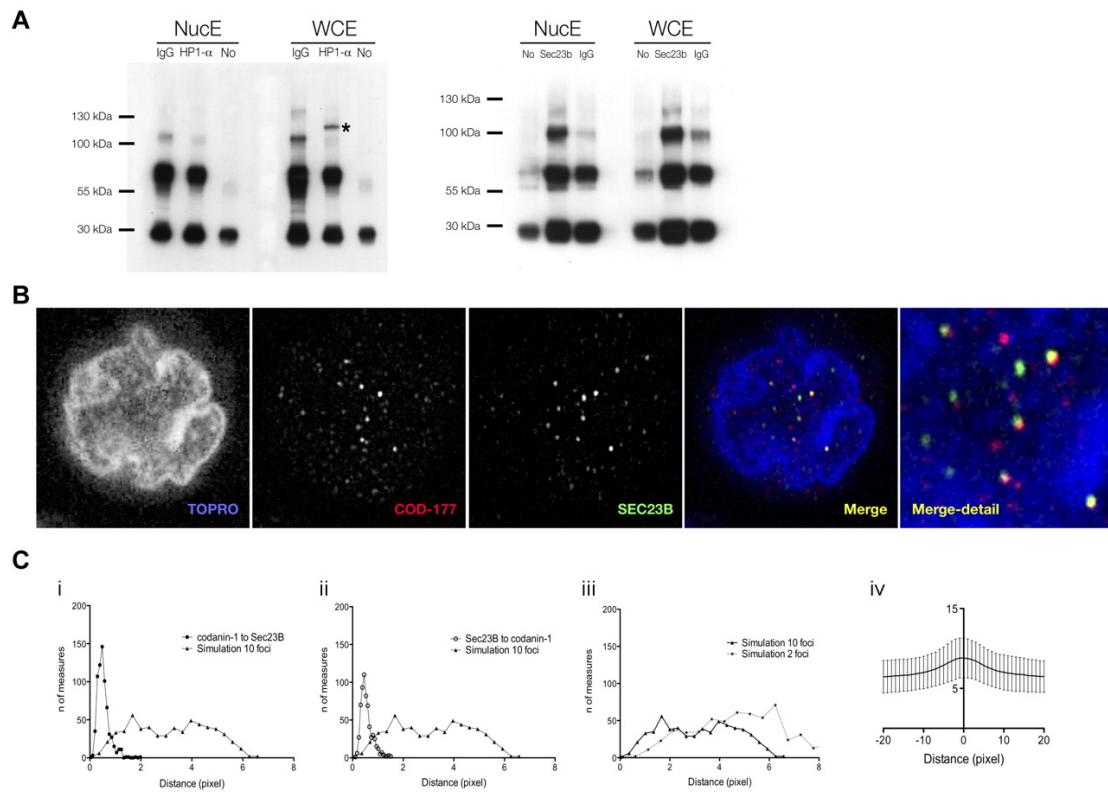 A
NucE WCE
IgG HP1-α No IgG HP1-α No
130 kDa
100 kDa
55 kDa
30 kDa
*
NucE WCE
No Sec23b IgG No Sec23b IgG
130 kDa
100 kDa
55 kDa
30 kDa
B
TOPRO
COD-177
SEC23B
Merge
Merge-detail
C
i
n of measures
200
150
100
50
0
0 2 4 6 8
Distance (pixel)
codanin-1 to Sec23B
Simulation 10 foci
ii
n of measures
200
150
100
50
0
0 2 4 6 8
Distance (pixel)
Sec23B to codanin-1
Simulation 10 foci
iii
n of measures
200
150
100
50
0
0 2 4 6 8
Distance (pixel)
Simulation 10 foci
Simulation 2 foci
iv
15
5
-20 -10 0 10 20
Distance (pixel)